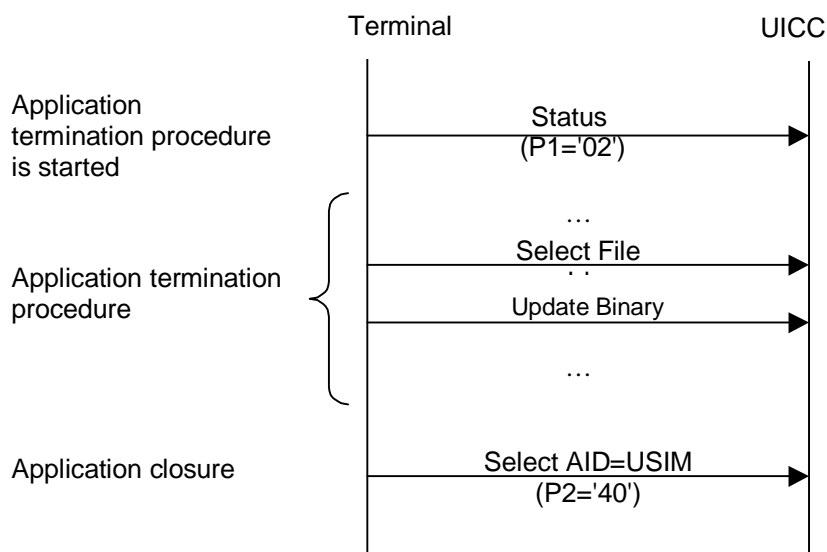 Terminal
UICC
Application
termination procedure
is started
Status
(P1='02')
...
Select File
. .
Application termination
procedure
Update Binary
...
Application closure
Select AID=USIM
(P2='40')